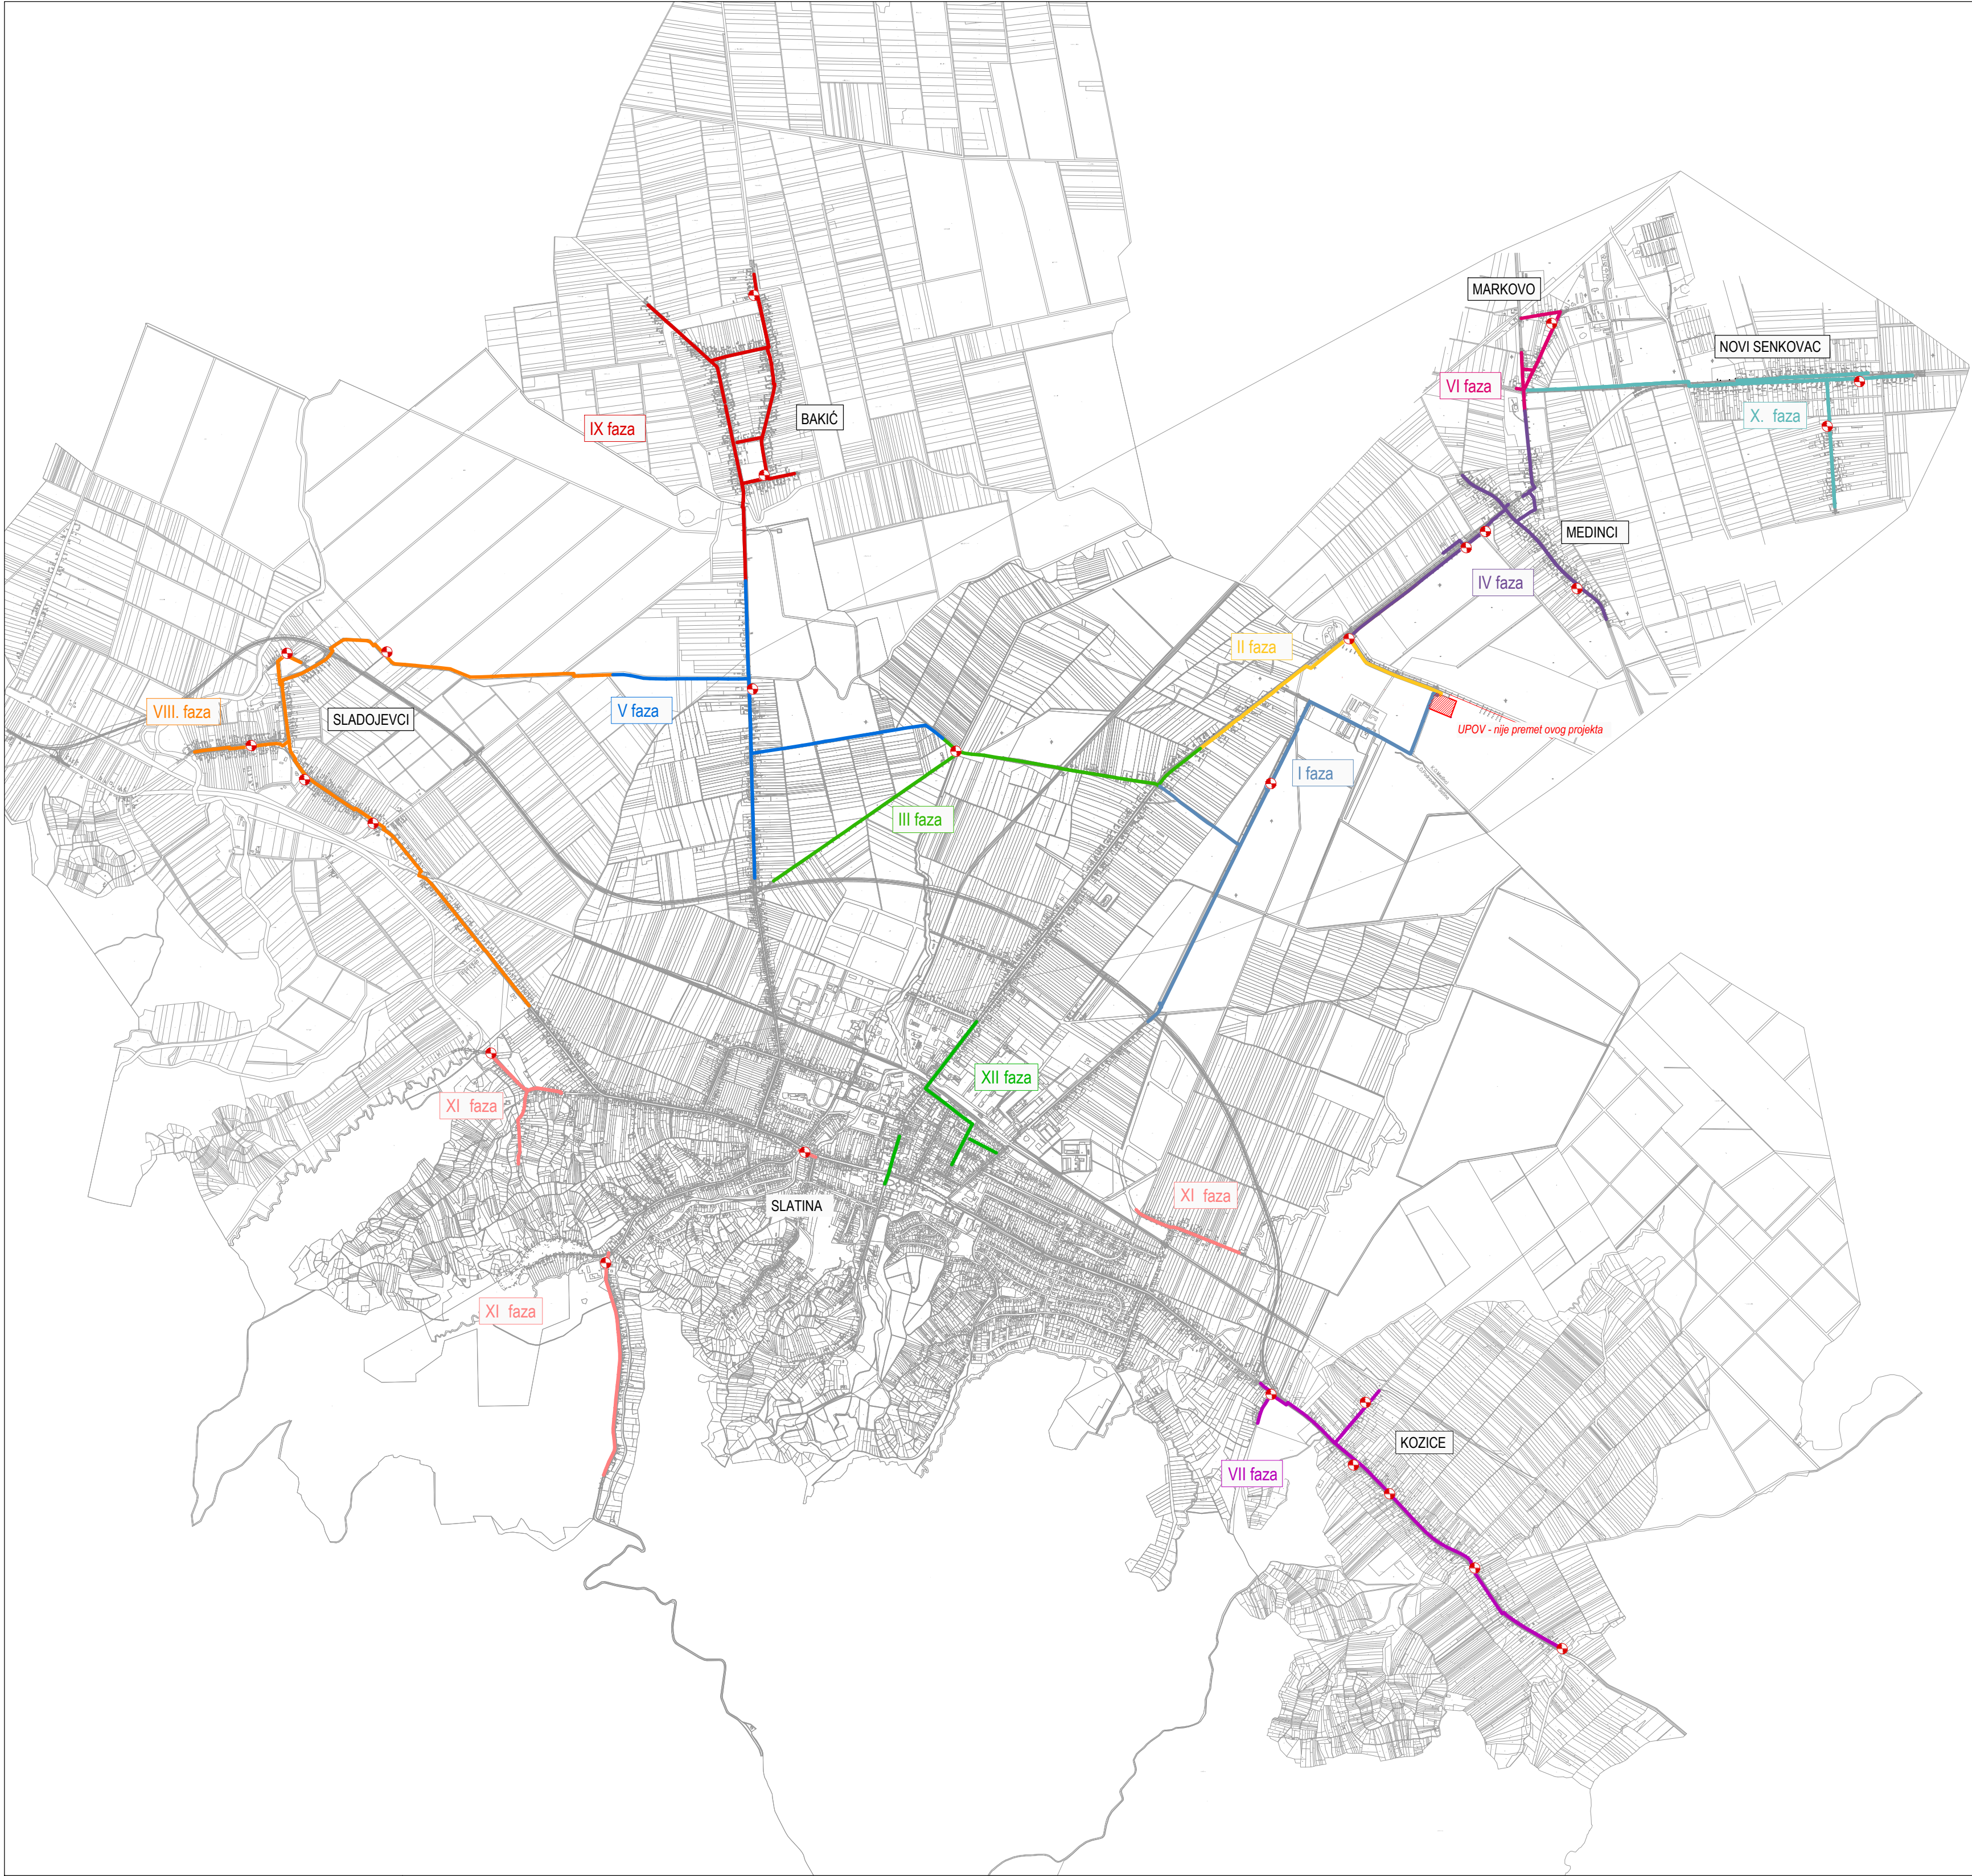 MARKOVO
NOVI SENKOVAC
VI faza
X. faza
IX faza
BAKIĆ
MEDINCI
IV faza
II faza
VIII. faza
SLADOJEVCI
V faza
UPOV - nije premet ovog projekta
I faza
III faza
XII faza
XI faza
XI faza
SLATINA
XI faza
KOZICE
VII faza